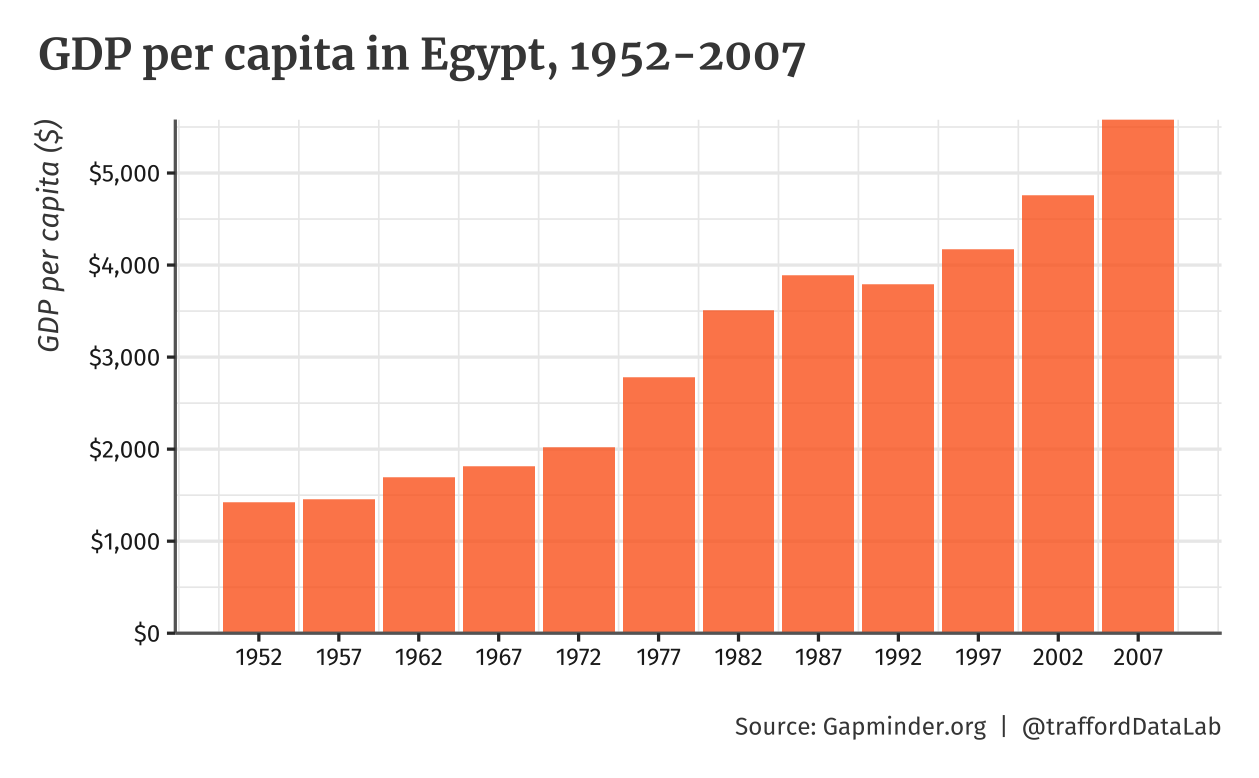 GDP per capita in Egypt, 1952-2007
GDP per capita ($)
$5,000
$4,000
$3,000
$2,000
$1,000
$0
1952 1957 1962 1967 1972 1977 1982 1987 1992 1997 2002 2007
Source: Gapminder.org | @traffordDataLab